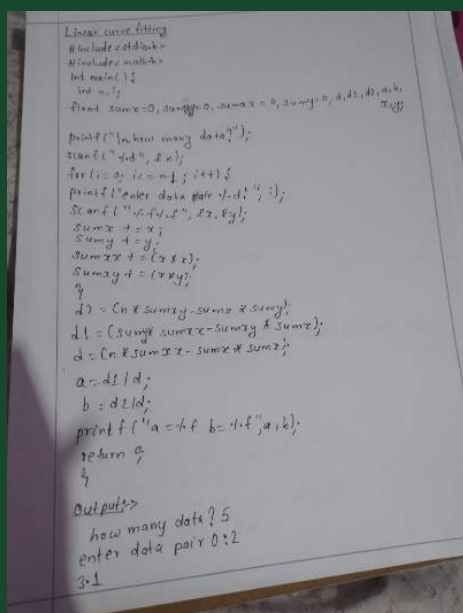 Linear curve fitting
#include<stdio.h>
#include<math.h>
int main(){
int n, i;
float sumx=0, sumxy=0, sumxx=0, sumy=0, d, d1, d2, a, b,
x,y;
printf("\n how many data?");
scanf("%d", &n);
for(i=0; i<=n-1; i++){
printf("enter data pair %d:", i);
scanf("%f%f", &x, &y);
sumx += x;
sumy += y;
sumxx += (x*x);
sumxy += (x*y);
}
d2 = (n * sumxy - sumx * sumy);
d1 = (sumy * sumxx - sumxy * sumx);
d = (n * sumxx - sumx * sumx);
a = d1/d;
b = d2/d;
printf("a=%f b=%f", a, b);
return 0;
}
Output:->
how many data? 5
enter data pair 0:2
3.1